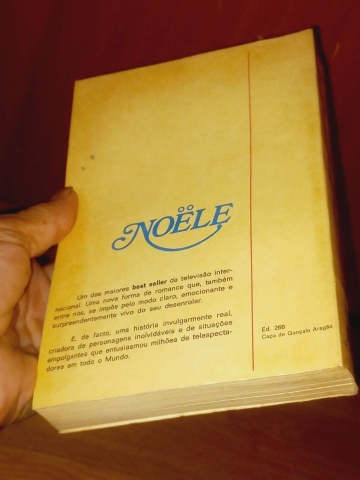 NOËLE
Um dos maiores best seller da televisão inter-
nacional. Uma nova forma de romance que, também
entre nós, se impôs pelo modo claro, emocionante e
surpreendentemente vivo do seu desenrolar.
E, de facto, uma história invulgarmente real,
criadora de personagens inolvidáveis e de situações
empolgantes que entusiasmou milhões de telespecta-
dores em todo o Mundo.
Ed. 266
Capa de Gonçalo Aragão